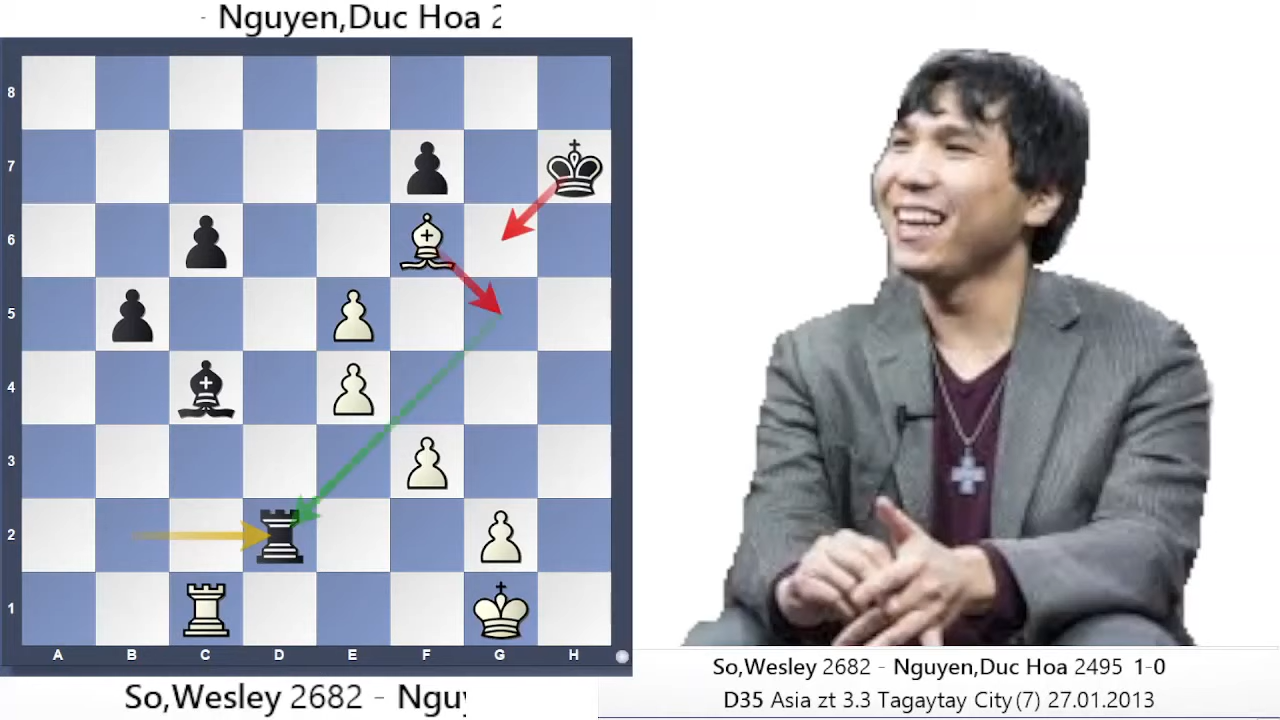 - Nguyen,Duc Hoa 2
8
7
6
5
4
3
2
1
A B C D E F G H
So,Wesley 2682 - Nguy
So,Wesley 2682 - Nguyen,Duc Hoa 2495 1-0
D35 Asia zt 3.3 Tagaytay City (7) 27.01.2013